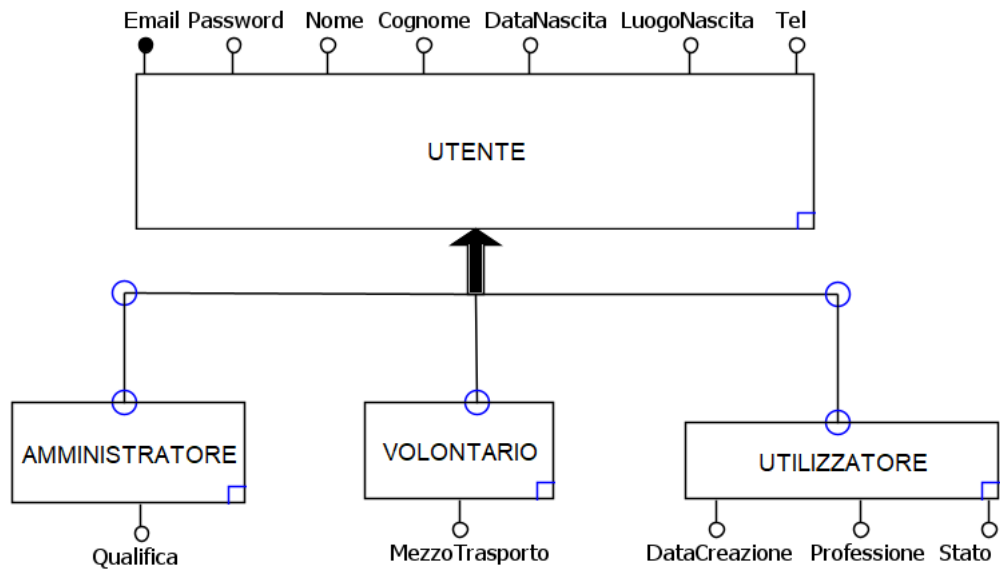 Email Password Nome Cognome DataNascita LuogoNascita Tel
UTENTE
AMMINISTRATORE VOLONTARIO UTILIZZATORE
Qualifica MezzoTrasporto DataCreazione Professione Stato